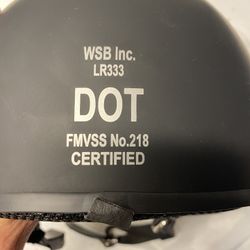 WSB Inc.
LR333
DOT
FMVSS No.218
CERTIFIED